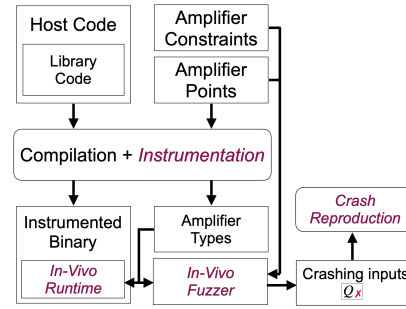 Host Code
Library
Code
Amplifier
Constraints
Amplifier
Points
Compilation + Instrumentation
Instrumented
Binary
In-Vivo
Runtime
Amplifier
Types
In-Vivo
Fuzzer
Crash
Reproduction
Crashing inputs
Q✗